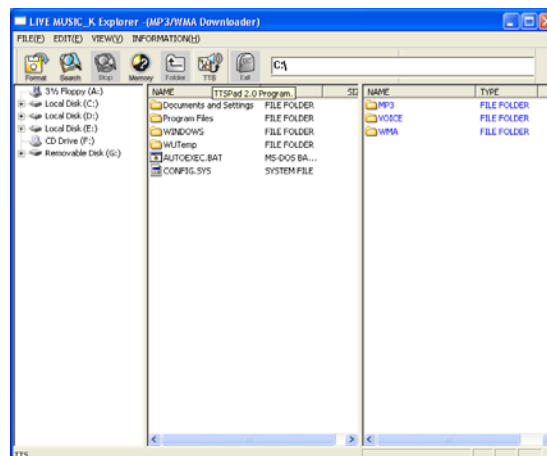 LIVE MUSIC_K Explorer -(MP3/WMA Downloader)
FILE(F) EDIT(E) VIEW(V) INFORMATION(H)
Format Search Stop Memory Folder TTS Exit C:\
3½ Floppy (A:)
Local Disk (C:)
Local Disk (D:)
Local Disk (E:)
CD Drive (F:)
Removable Disk (G:)
NAME TTSPad 2.0 Program. SIZ
Documents and Settings FILE FOLDER
Program Files FILE FOLDER
WINDOWS FILE FOLDER
WUTemp FILE FOLDER
AUTOEXEC.BAT MS-DOS BA...
CONFIG.SYS SYSTEM FILE
NAME TYPE
MP3 FILE FOLDER
VOICE FILE FOLDER
WMA FILE FOLDER
TTS